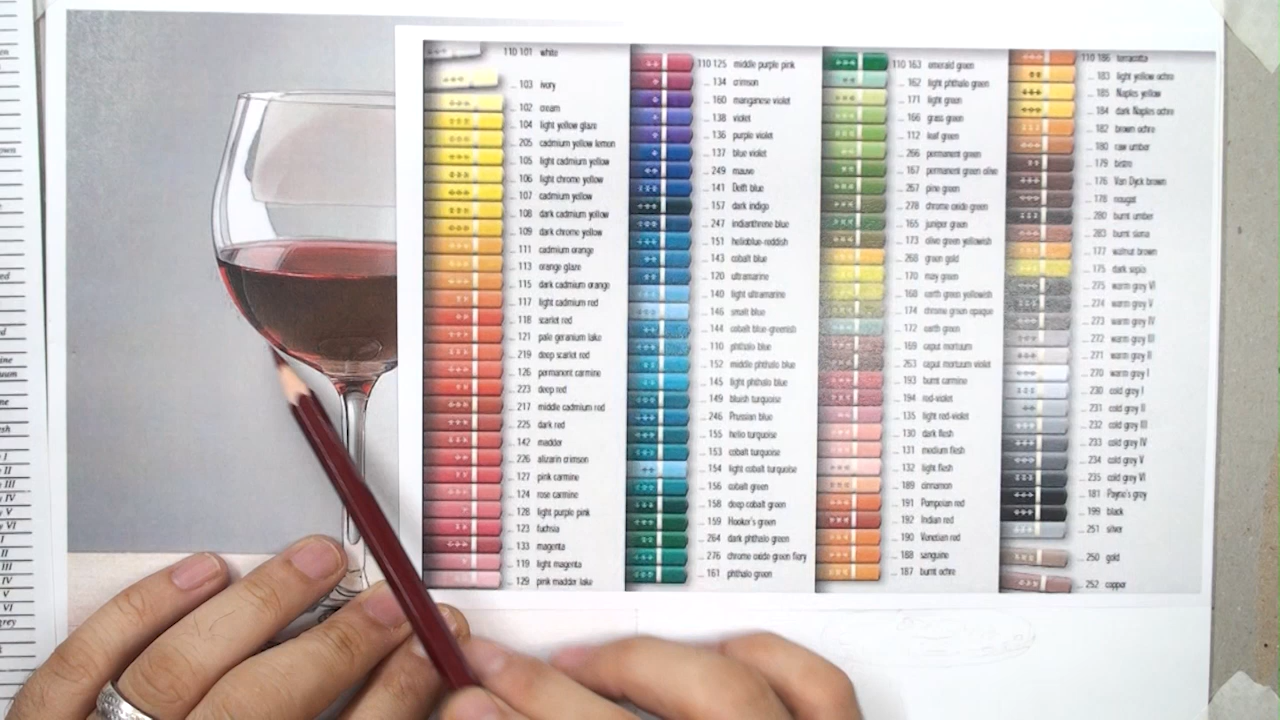 en
own
e
ed
d
ine
uum
ne
sh
I
II
III
IV
V
VI
I
II
III
IV
V
VI
grey
110 101 white
... 103 ivory
... 102 cream
... 104 light yellow glaze
... 205 cadmium yellow lemon
... 105 light cadmium yellow
... 106 light chrome yellow
... 107 cadmium yellow
... 108 dark cadmium yellow
... 109 dark chrome yellow
... 111 cadmium orange
... 113 orange glaze
... 115 dark cadmium orange
... 117 light cadmium red
... 118 scarlet red
... 121 pale geranium lake
... 219 deep scarlet red
... 126 permanent carmine
... 223 deep red
... 217 middle cadmium red
... 225 dark red
... 142 madder
... 226 alizarin crimson
... 127 pink carmine
... 124 rose carmine
... 128 light purple pink
... 123 fuchsia
... 133 magenta
... 119 light magenta
... 129 pink madder lake
110 125 middle purple pink
... 134 crimson
... 160 manganese violet
... 138 violet
... 136 purple violet
... 137 blue violet
... 249 mauve
... 141 Delft blue
... 157 dark indigo
... 247 indianthrene blue
... 151 helioblue-reddish
... 143 cobalt blue
... 120 ultramarine
... 140 light ultramarine
... 146 smalt blue
... 144 cobalt blue-greenish
... 110 phthalo blue
... 152 middle phthalo blue
... 145 light phthalo blue
... 149 bluish turquoise
... 246 Prussian blue
... 155 helio turquoise
... 153 cobalt turquoise
... 154 light cobalt turquoise
... 156 cobalt green
... 158 deep cobalt green
... 159 Hooker's green
... 264 dark phthalo green
... 276 chrome oxide green fiery
... 161 phthalo green
110 163 emerald green
... 162 light phthalo green
... 171 light green
... 166 grass green
... 112 leaf green
... 266 permanent green
... 167 permanent green olive
... 267 pine green
... 278 chrome oxide green
... 165 juniper green
... 173 olive green yellowish
... 268 green gold
... 170 may green
... 168 earth green yellowish
... 174 chrome green opaque
... 172 earth green
... 169 caput mortuum
... 263 caput mortuum violet
... 193 burnt carmine
... 194 red-violet
... 135 light red-violet
... 130 dark flesh
... 131 medium flesh
... 132 light flesh
... 189 cinnamon
... 191 Pompeian red
... 192 Indian red
... 190 Venetian red
... 188 sanguine
... 187 burnt ochre
110 186 terracotta
... 183 light yellow ochre
... 185 Naples yellow
... 184 dark Naples ochre
... 182 brown ochre
... 180 raw umber
... 179 bistre
... 176 Van Dyck brown
... 178 nougat
... 280 burnt umber
... 283 burnt siena
... 177 walnut brown
... 175 dark sepia
... 275 warm grey VI
... 274 warm grey V
... 273 warm grey IV
... 272 warm grey III
... 271 warm grey II
... 270 warm grey I
... 230 cold grey I
... 231 cold grey II
... 232 cold grey III
... 233 cold grey IV
... 234 cold grey V
... 235 cold grey VI
... 181 Payne's grey
... 199 black
... 251 silver
... 250 gold
... 252 copper